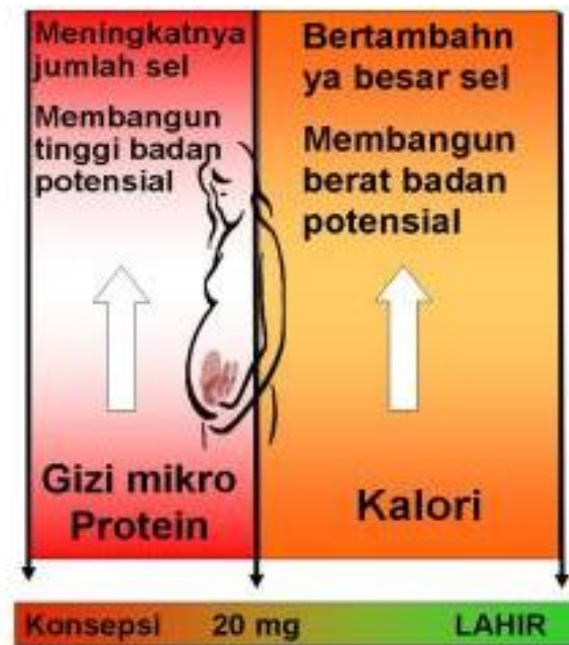 Meningkatnya
jumlah sel
Membangun
tinggi badan
potensial
Gizi mikro
Protein
Bertambahn
ya besar sel
Membangun
berat badan
potensial
Kalori
Konsepsi 20 mg LAHIR